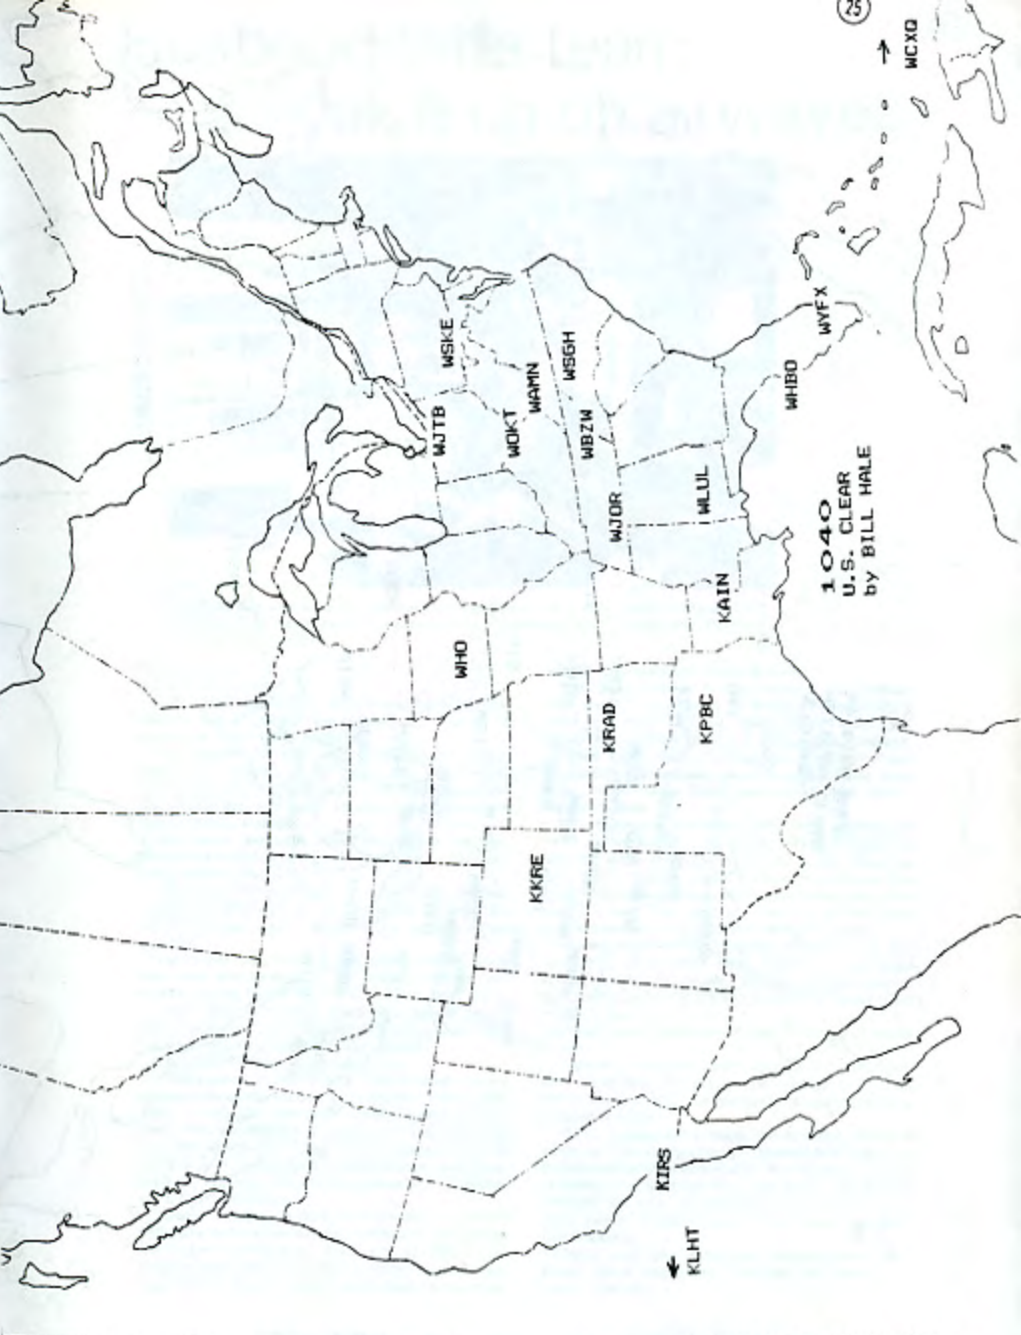 25
WSKE
WJTB
WAMN
WOKT
WSGH
WBZW
WJOR
WHO
WLUL
KAIN
KRAD
KPBC
KKRE
KIRS
← KLHT
WYFX
WHBO
→ WCXQ
1040
U.S. CLEAR
by BILL HALE